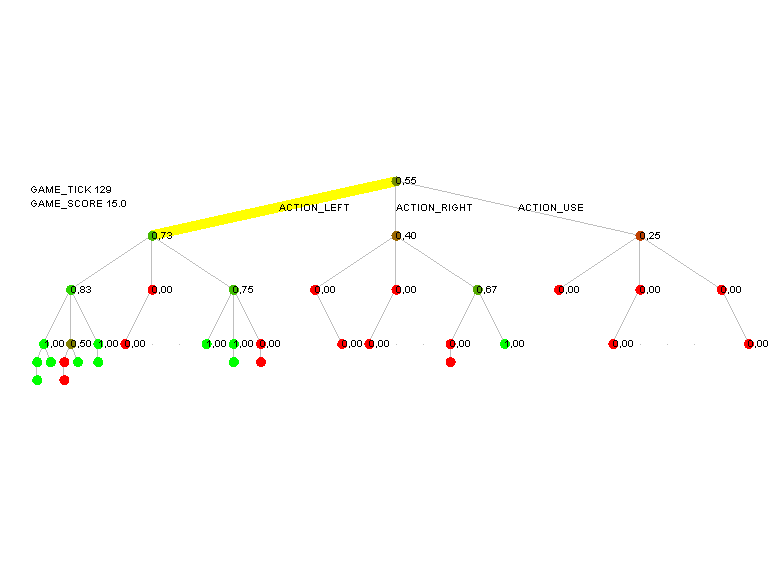 0,55
GAME_TICK 129
GAME_SCORE 15.0
ACTION_LEFT ACTION_RIGHT ACTION_USE
0,73 0,40 0,25
0,83 0,00 0,75 0,00 0,00 0,67 0,00 0,00 0,00
1,00 0,50 1,00 0,00 1,00 1,00 0,00 0,00 0,00 0,00 1,00 0,00 0,00